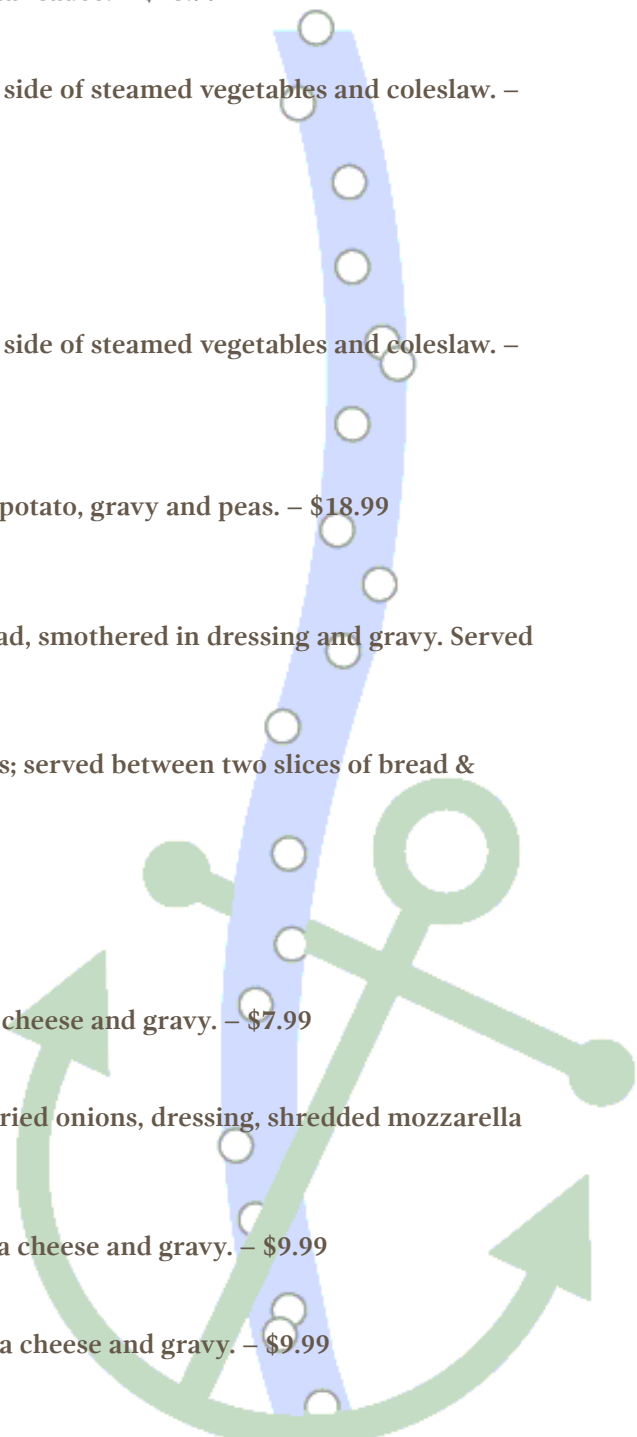 side of steamed vegetables and coleslaw. –
side of steamed vegetables and coleslaw. –
potato, gravy and peas. – $18.99
ad, smothered in dressing and gravy. Served
s; served between two slices of bread &
cheese and gravy. – $7.99
ried onions, dressing, shredded mozzarella
a cheese and gravy. – $9.99
a cheese and gravy. – $9.99